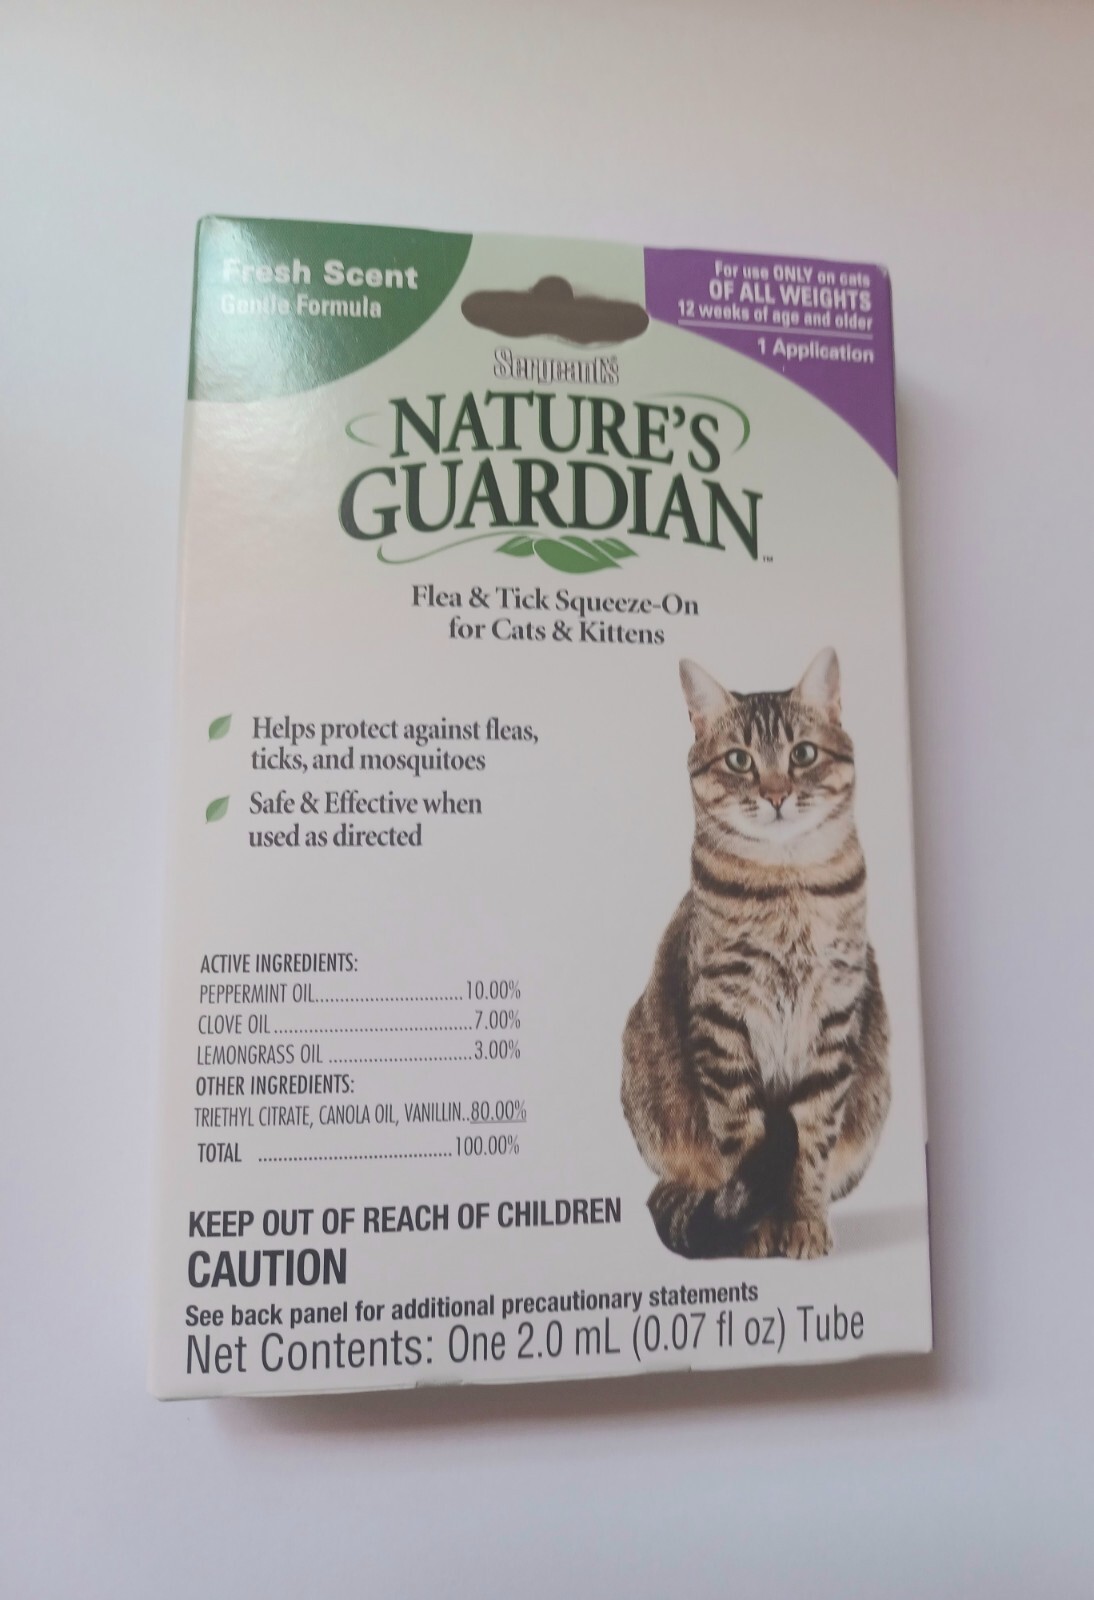 Fresh Scent
Gentle Formula
For use ONLY on cats
OF ALL WEIGHTS
12 weeks of age and older
1 Application
Sergeant's®
NATURE'S
GUARDIAN™
Flea & Tick Squeeze-On
for Cats & Kittens
Helps protect against fleas,
ticks, and mosquitoes
Safe & Effective when
used as directed
ACTIVE INGREDIENTS:
PEPPERMINT OIL..............................10.00%
CLOVE OIL........................................7.00%
LEMONGRASS OIL.............................3.00%
OTHER INGREDIENTS:
TRIETHYL CITRATE, CANOLA OIL, VANILLIN..80.00%
TOTAL.......................................100.00%
KEEP OUT OF REACH OF CHILDREN
CAUTION
See back panel for additional precautionary statements
Net Contents: One 2.0 mL (0.07 fl oz) Tube